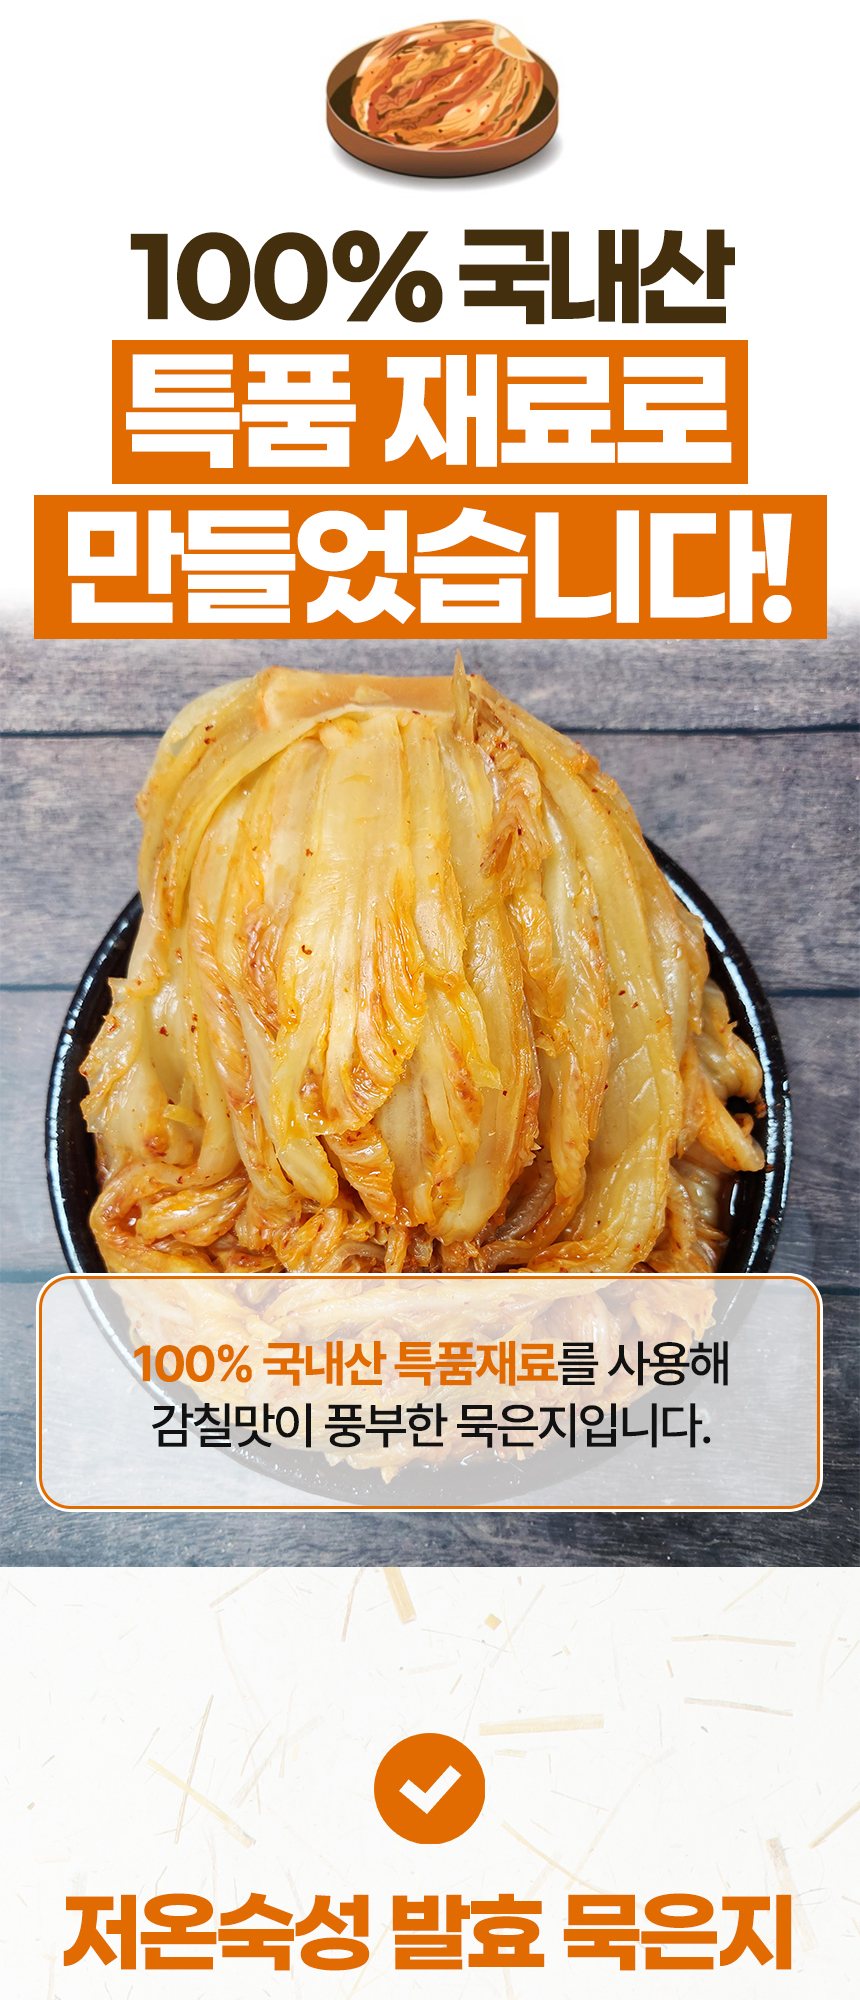 100% 국내산
특품 재료로
만들었습니다!
100% 국내산 특품재료를 사용해
감칠맛이 풍부한 묵은지입니다.
저온숙성 발효 묵은지